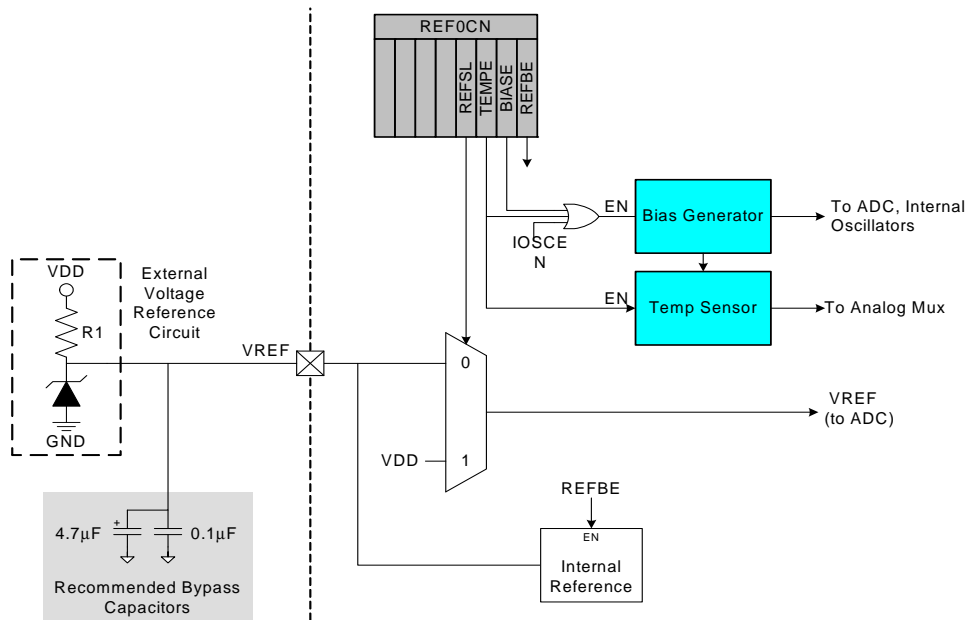 REF0CN
REFSL
TEMPE
BIASE
REFBE
EN
Bias Generator
To ADC, Internal
Oscillators
IOSCE
N
VDD
External
Voltage
Reference
Circuit
R1
GND
EN
Temp Sensor
To Analog Mux
VREF
0
VREF
(to ADC)
VDD
1
REFBE
EN
Internal
Reference
+
4.7µF
0.1µF
Recommended Bypass
Capacitors